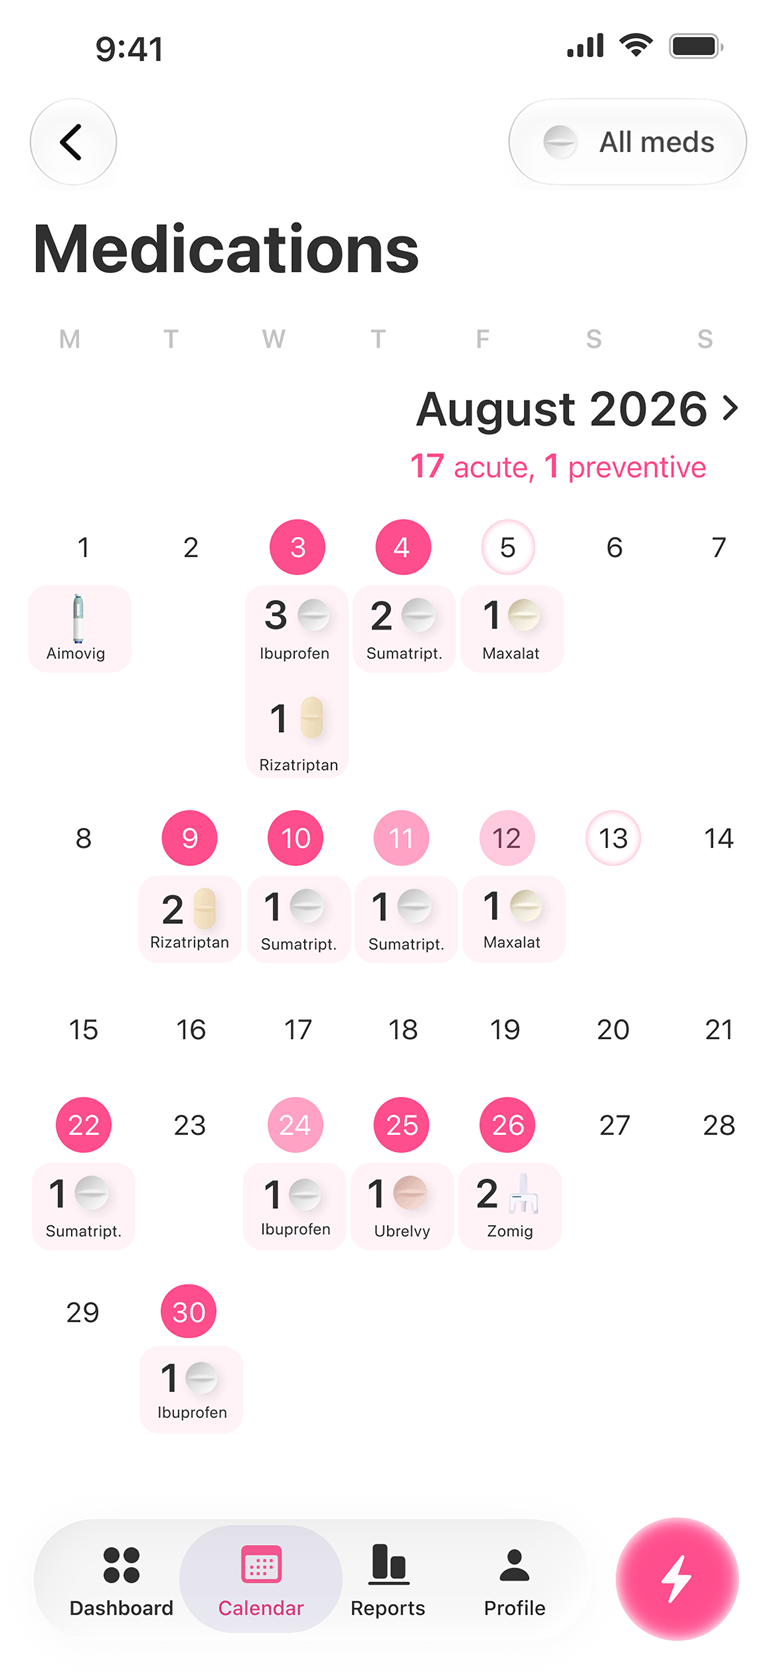 9:41
All meds
Medications
M T W T F S S
August 2026
17 acute, 1 preventive
1 2 3 4 5 6 7
3 2 1
Aimovig Ibuprofen Sumatript. Maxalat
1
Rizatriptan
8 9 10 11 12 13 14
2 1 1 1
Rizatriptan Sumatript. Sumatript. Maxalat
15 16 17 18 19 20 21
22 23 24 25 26 27 28
1 1 1 2
Sumatript. Ibuprofen Ubrelvy Zomig
29 30
1
Ibuprofen
Dashboard Calendar Reports Profile